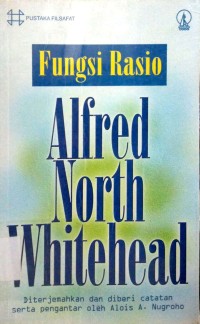 PUSTAKA FILSAFAT
Fungsi Rasio
Alfred
North
Whitehead
Diterjemahkan dan diberi catatan
serta pengantar oleh Alois A. Nugroho